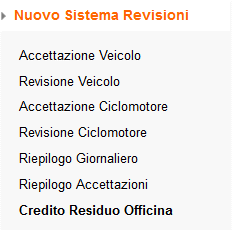 Nuovo Sistema Revisioni
Accettazione Veicolo
Revisione Veicolo
Accettazione Ciclomotore
Revisione Ciclomotore
Riepilogo Giornaliero
Riepilogo Accettazioni
Credito Residuo Officina